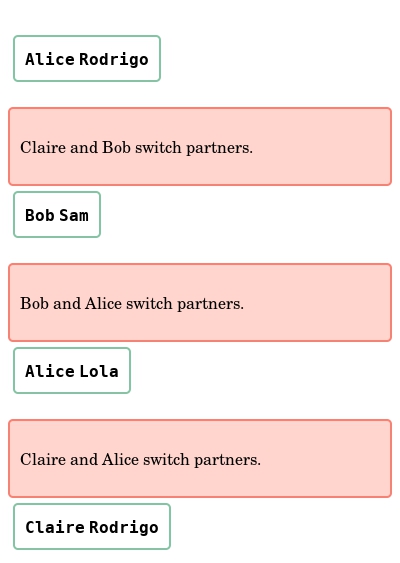 Alice Rodrigo
Claire and Bob switch partners.
Bob Sam
Bob and Alice switch partners.
Alice Lola
Claire and Alice switch partners.
Claire Rodrigo